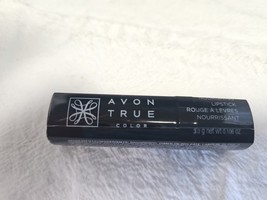 AVON
TRUE
COLOR
LIPSTICK
ROUGE À LÈVRES
NOURRISSANT